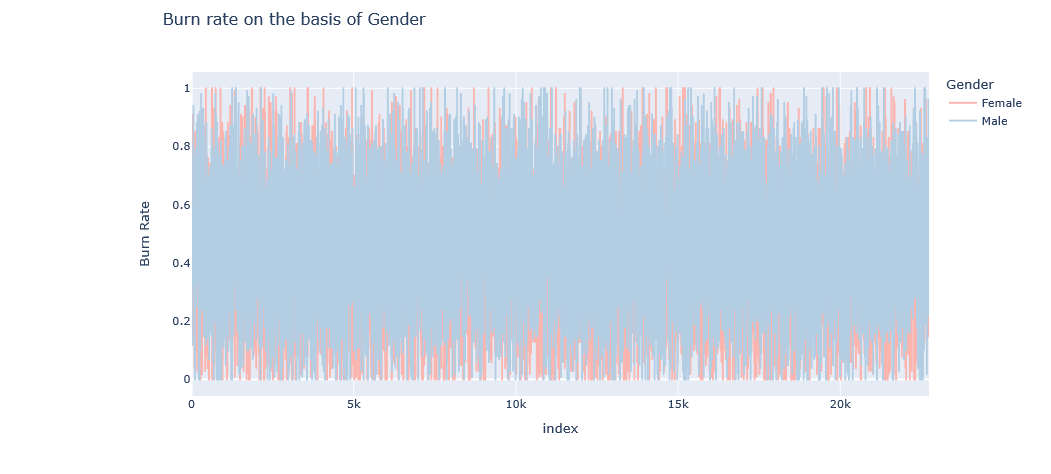 Burn rate on the basis of Gender
Gender
Female
Male
Burn Rate
1
0.8
0.6
0.4
0.2
0
0
5k
10k
15k
20k
index